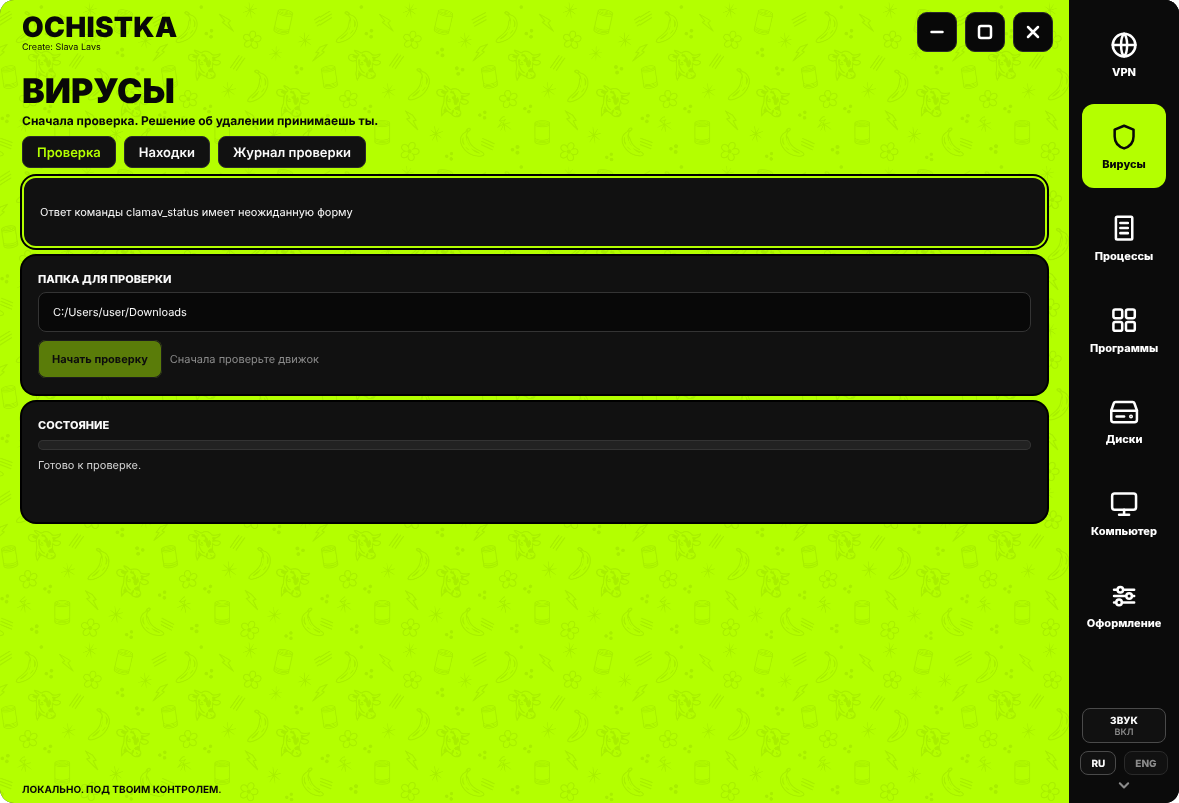 OCHISTKA
Create: Slava Lavs
ВИРУСЫ
Сначала проверка. Решение об удалении принимаешь ты.
Проверка
Находки
Журнал проверки
Ответ команды clamav_status имеет неожиданную форму
ПАПКА ДЛЯ ПРОВЕРКИ
C:/Users/user/Downloads
Начать проверку
Сначала проверьте движок
СОСТОЯНИЕ
Готово к проверке.
ЛОКАЛЬНО. ПОД ТВОИМ КОНТРОЛЕМ.
VPN
Вирусы
Процессы
Программы
Диски
Компьютер
Оформление
ЗВУК
ВКЛ
RU
ENG